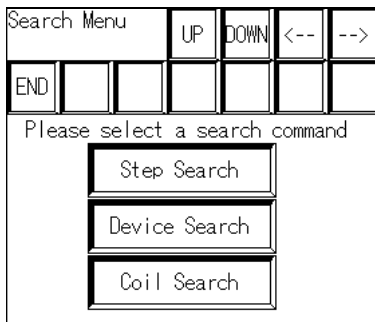 Search Menu UP DOWN <-- -->
END
Please select a search command
Step Search
Device Search
Coil Search